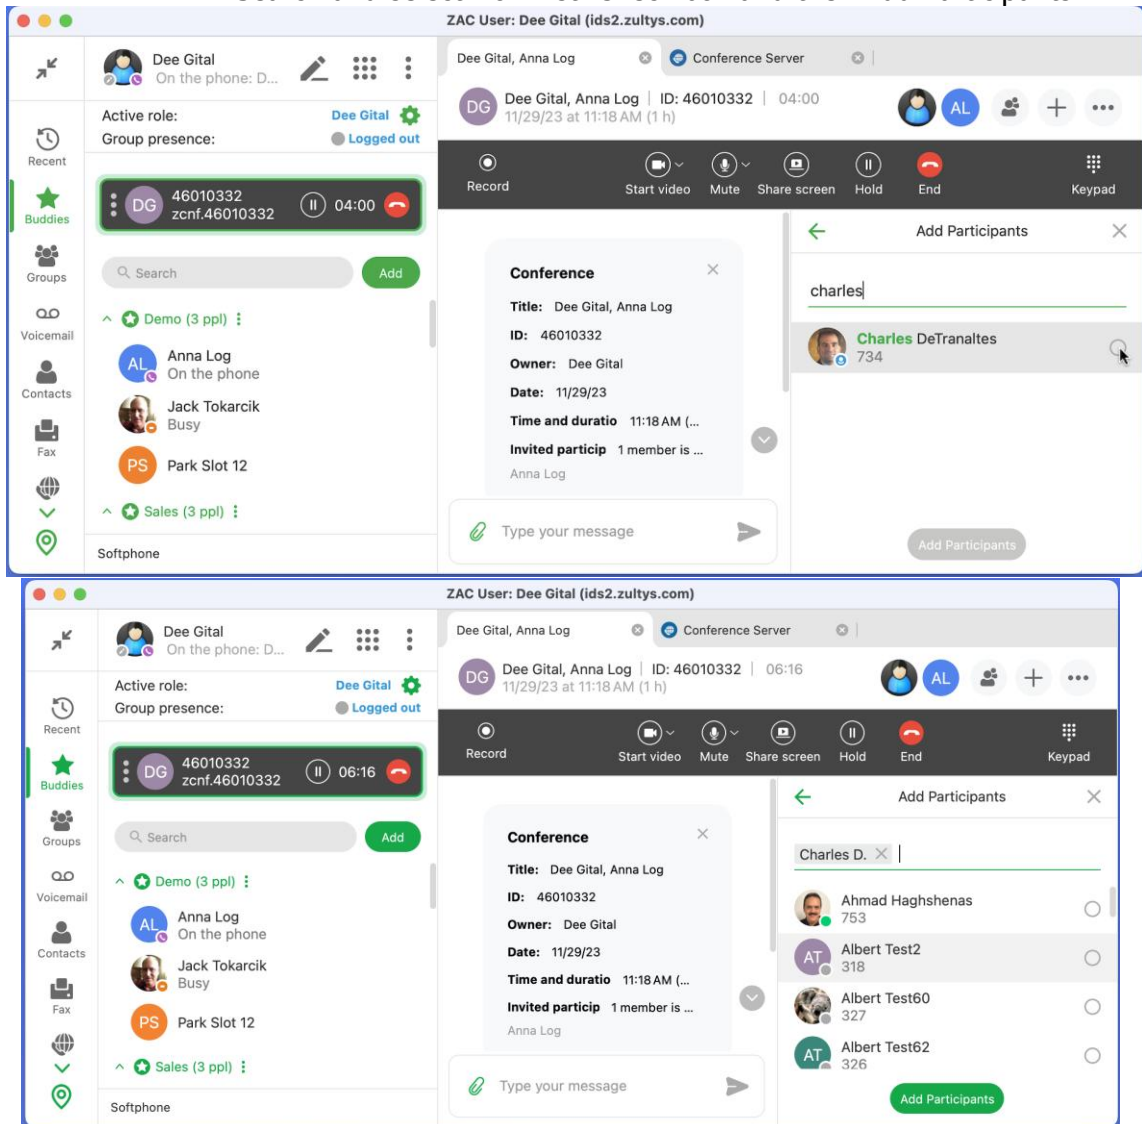 ZAC User: Dee Gital (ids2.zultys.com)
Dee Gital
On the phone: D...
Active role:
Dee Gital
Group presence:
Logged out
Recent
Buddies
Groups
Voicemail
Contacts
Fax
DG
46010332
zcnf.46010332
04:00
Search
Add
Demo (3 ppl)
AL
Anna Log
On the phone
Jack Tokarcik
Busy
PS
Park Slot 12
Sales (3 ppl)
Softphone
Dee Gital, Anna Log
Conference Server
DG
Dee Gital, Anna Log | ID: 46010332 | 04:00
11/29/23 at 11:18 AM (1 h)
AL
Record
Start video
Mute
Share screen
Hold
End
Keypad
Conference
Title: Dee Gital, Anna Log
ID: 46010332
Owner: Dee Gital
Date: 11/29/23
Time and duratio 11:18 AM (...
Invited particip 1 member is ...
Anna Log
Type your message
Add Participants
charles
Charles DeTranaltes
734
Add Participants
ZAC User: Dee Gital (ids2.zultys.com)
Dee Gital
On the phone: D...
Active role:
Dee Gital
Group presence:
Logged out
Recent
Buddies
Groups
Voicemail
Contacts
Fax
DG
46010332
zcnf.46010332
06:16
Search
Add
Demo (3 ppl)
AL
Anna Log
On the phone
Jack Tokarcik
Busy
PS
Park Slot 12
Sales (3 ppl)
Softphone
Dee Gital, Anna Log
Conference Server
DG
Dee Gital, Anna Log | ID: 46010332 | 06:16
11/29/23 at 11:18 AM (1 h)
AL
Record
Start video
Mute
Share screen
Hold
End
Keypad
Conference
Title: Dee Gital, Anna Log
ID: 46010332
Owner: Dee Gital
Date: 11/29/23
Time and duratio 11:18 AM (...
Invited particip 1 member is ...
Anna Log
Type your message
Add Participants
Charles D.
Ahmad Haghshenas
753
AT
Albert Test2
318
Albert Test60
327
AT
Albert Test62
326
Add Participants